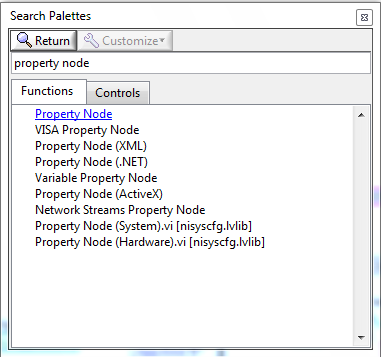 Search Palettes
Return Customize
property node
Functions Controls
Property Node
VISA Property Node
Property Node (XML)
Property Node (.NET)
Variable Property Node
Property Node (ActiveX)
Network Streams Property Node
Property Node (System).vi [nisyscfg.lvlib]
Property Node (Hardware).vi [nisyscfg.lvlib]